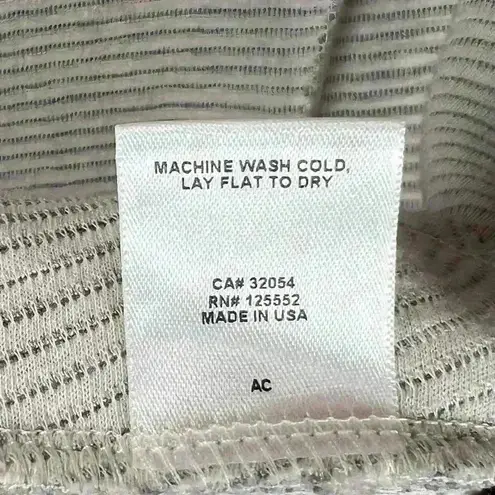 MACHINE WASH COLD,
LAY FLAT TO DRY
CA# 32054
RN# 125552
MADE IN USA
AC